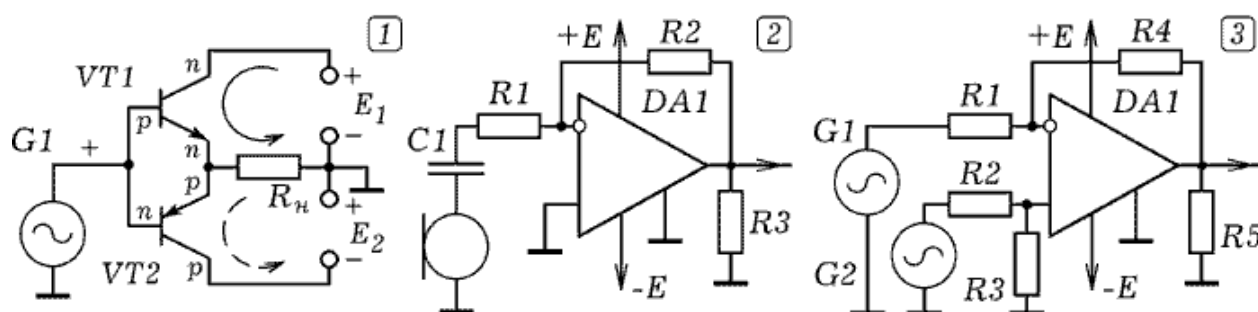 1
VT1
n
p
n
+
E₁
-
G1
+
Rн
p
n
p
VT2
+
E₂
-
2
+E
R2
DA1
R1
C1
R3
-E
3
+E
R4
DA1
R1
G1
R2
G2
R3
R5
-E